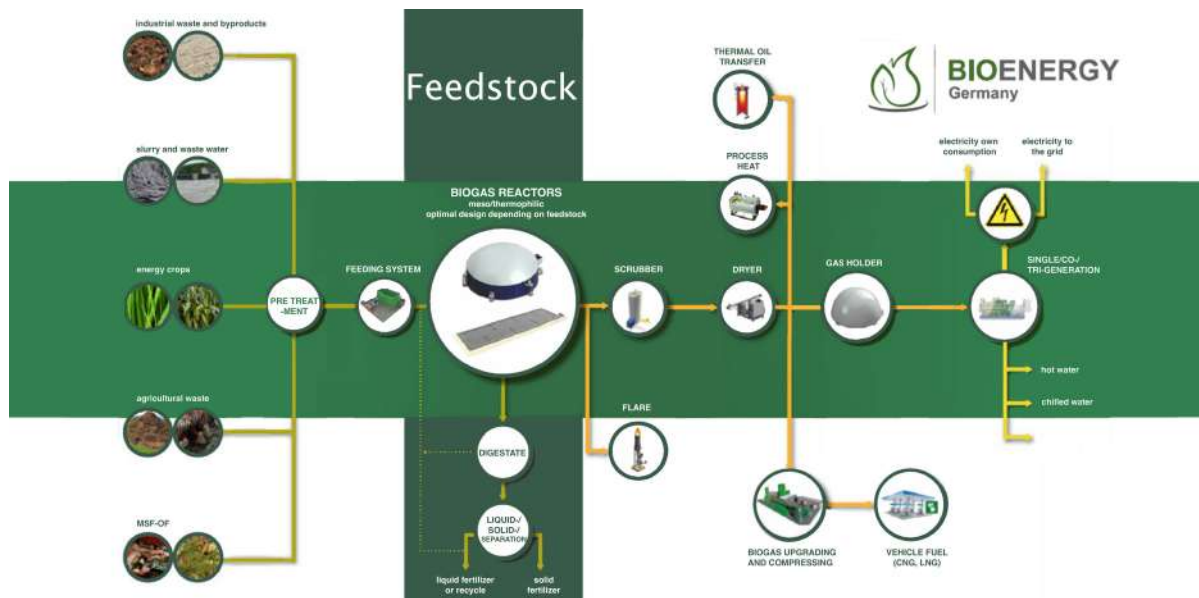 industrial waste and byproducts
slurry and waste water
energy crops
agricultural waste
MSF-OF
PRE TREAT
-MENT
FEEDING SYSTEM
Feedstock
BIOGAS REACTORS
meso/thermophilic
optimal design depending on feedstock
DIGESTATE
LIQUID-/
SOLID-/
SEPARATION
liquid fertilizer
or recycle
solid
fertilizer
SCRUBBER
FLARE
DRYER
THERMAL OIL
TRANSFER
PROCESS
HEAT
GAS HOLDER
BIOGAS UPGRADING
AND COMPRESSING
VEHICLE FUEL
(CNG, LNG)
BIOENERGY
Germany
electricity own
consumption
electricity to
the grid
SINGLE/CO-/
TRI-GENERATION
hot water
chilled water